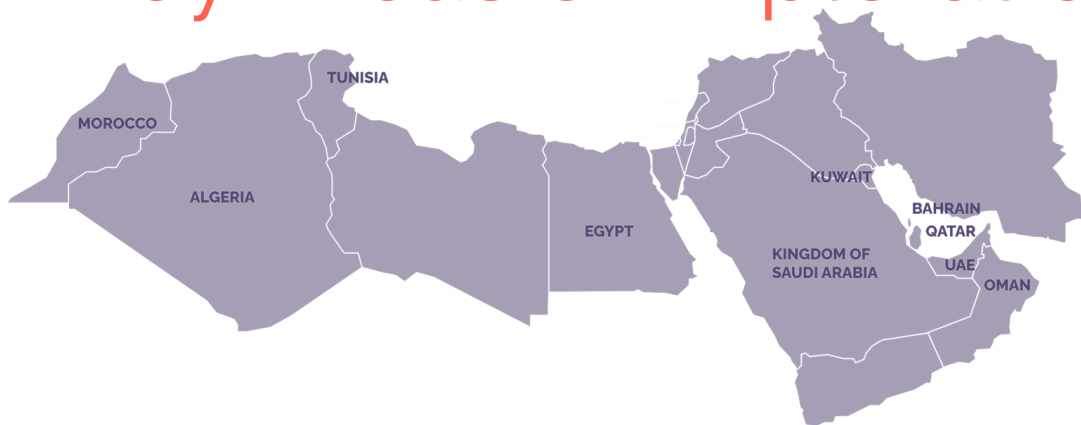 TUNISIA
MOROCCO
ALGERIA
EGYPT
KUWAIT
BAHRAIN
QATAR
KINGDOM OF
SAUDI ARABIA
UAE
OMAN